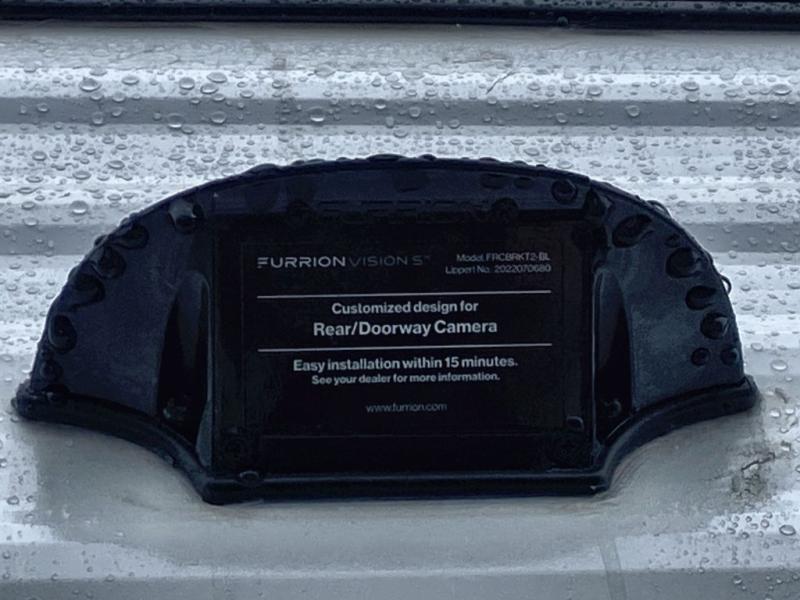 FURRION
FURRION VISION S™
Model. FRCBRKT2-BL
Lippert No. 2022070680
Customized design for
Rear/Doorway Camera
Easy installation within 15 minutes.
See your dealer for more information.
www.furrion.com